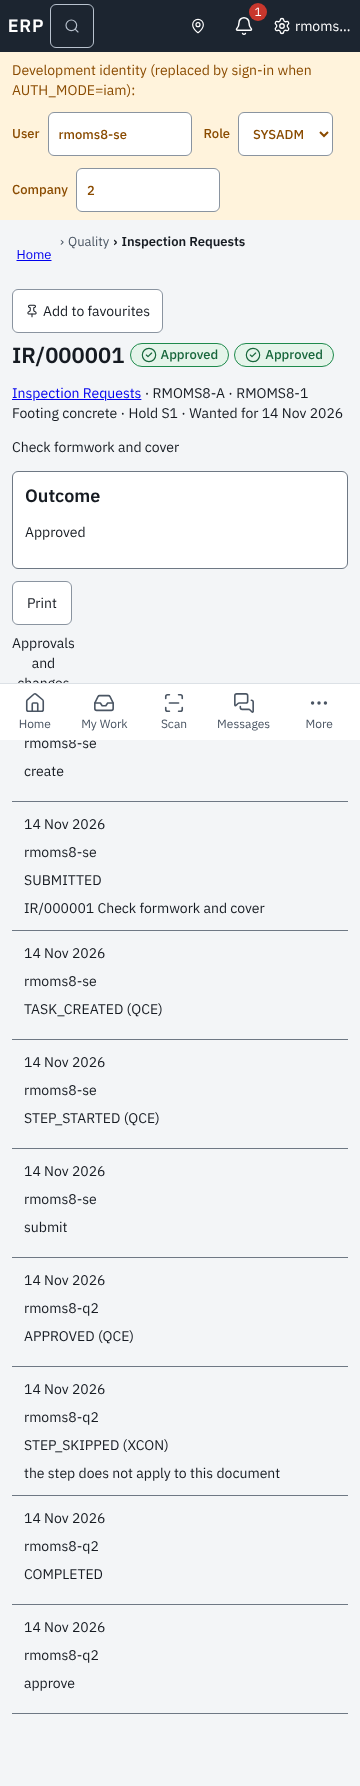 ERP
1
rmoms...
Development identity (replaced by sign-in when
AUTH_MODE=iam):
User rmoms8-se Role SYSADM
Company 2
Home › Quality › Inspection Requests
Add to favourites
IR/000001 Approved Approved
Inspection Requests · RMOMS8-A · RMOMS8-1
Footing concrete · Hold S1 · Wanted for 14 Nov 2026
Check formwork and cover
Outcome
Approved
Print
Approvals
and
changes
Home My Work Scan Messages More
rmoms8-se
create
14 Nov 2026
rmoms8-se
SUBMITTED
IR/000001 Check formwork and cover
14 Nov 2026
rmoms8-se
TASK_CREATED (QCE)
14 Nov 2026
rmoms8-se
STEP_STARTED (QCE)
14 Nov 2026
rmoms8-se
submit
14 Nov 2026
rmoms8-q2
APPROVED (QCE)
14 Nov 2026
rmoms8-q2
STEP_SKIPPED (XCON)
the step does not apply to this document
14 Nov 2026
rmoms8-q2
COMPLETED
14 Nov 2026
rmoms8-q2
approve